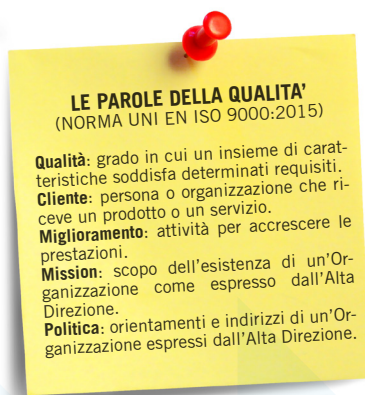 LE PAROLE DELLA QUALITA’
(NORMA UNI EN ISO 9000:2015)
Qualità: grado in cui un insieme di carat-
teristiche soddisfa determinati requisiti.
Cliente: persona o organizzazione che ri-
ceve un prodotto o un servizio.
Miglioramento: attività per accrescere le
prestazioni.
Mission: scopo dell’esistenza di un’Or-
ganizzazione come espresso dall’Alta
Direzione.
Politica: orientamenti e indirizzi di un’Or-
ganizzazione espressi dall’Alta Direzione.